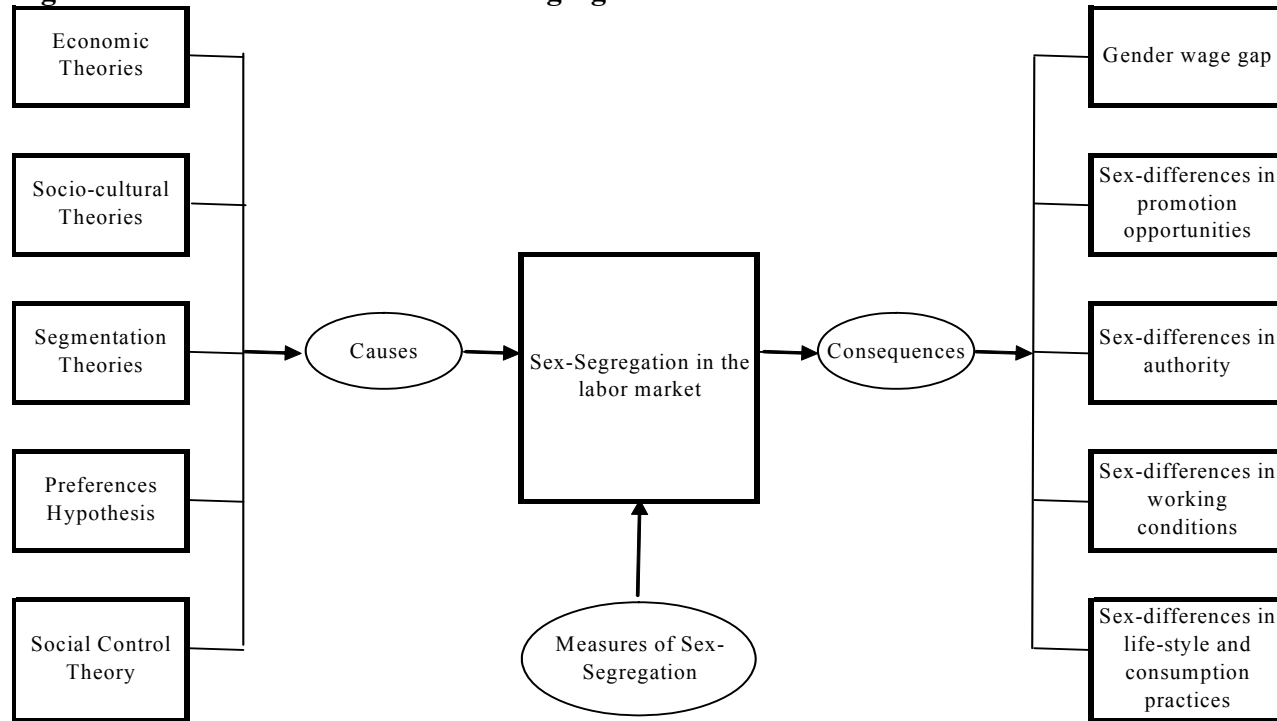 Economic
Theories
Socio-cultural
Theories
Segmentation
Theories
Preferences
Hypothesis
Social Control
Theory
Causes
Sex-Segregation in the
labor market
Measures of Sex-
Segregation
Consequences
Gender wage gap
Sex-differences in
promotion
opportunities
Sex-differences in
authority
Sex-differences in
working
conditions
Sex-differences in
life-style and
consumption
practices